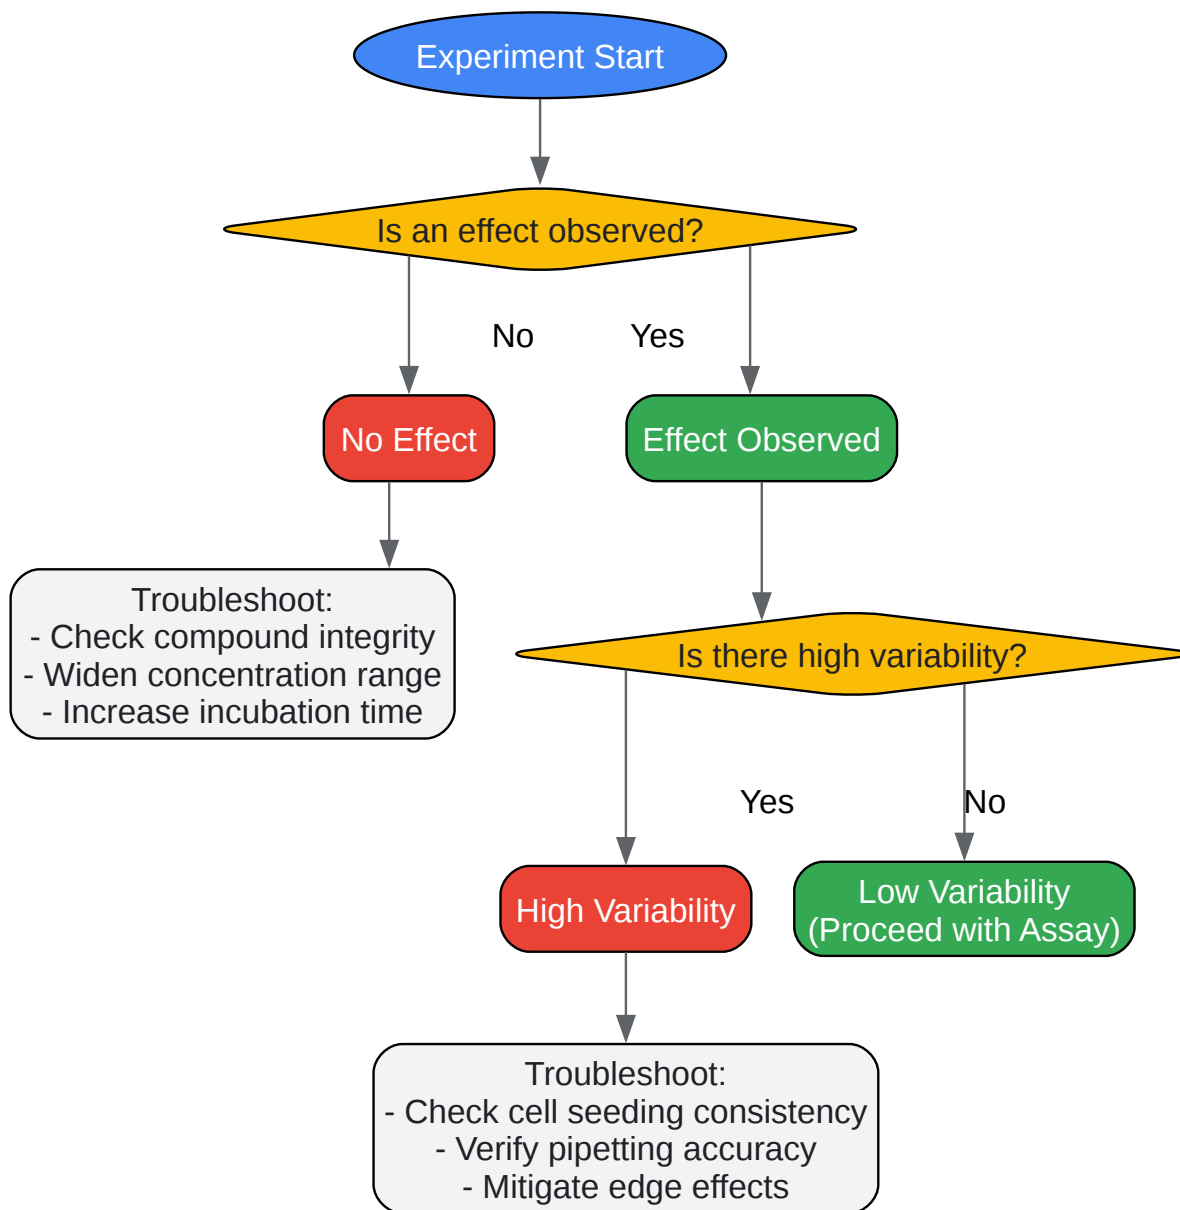 Experiment Start
Is an effect observed?
No
Yes
No Effect
Effect Observed
Troubleshoot:
- Check compound integrity
- Widen concentration range
- Increase incubation time
Is there high variability?
Yes
No
High Variability
Low Variability
(Proceed with Assay)
Troubleshoot:
- Check cell seeding consistency
- Verify pipetting accuracy
- Mitigate edge effects